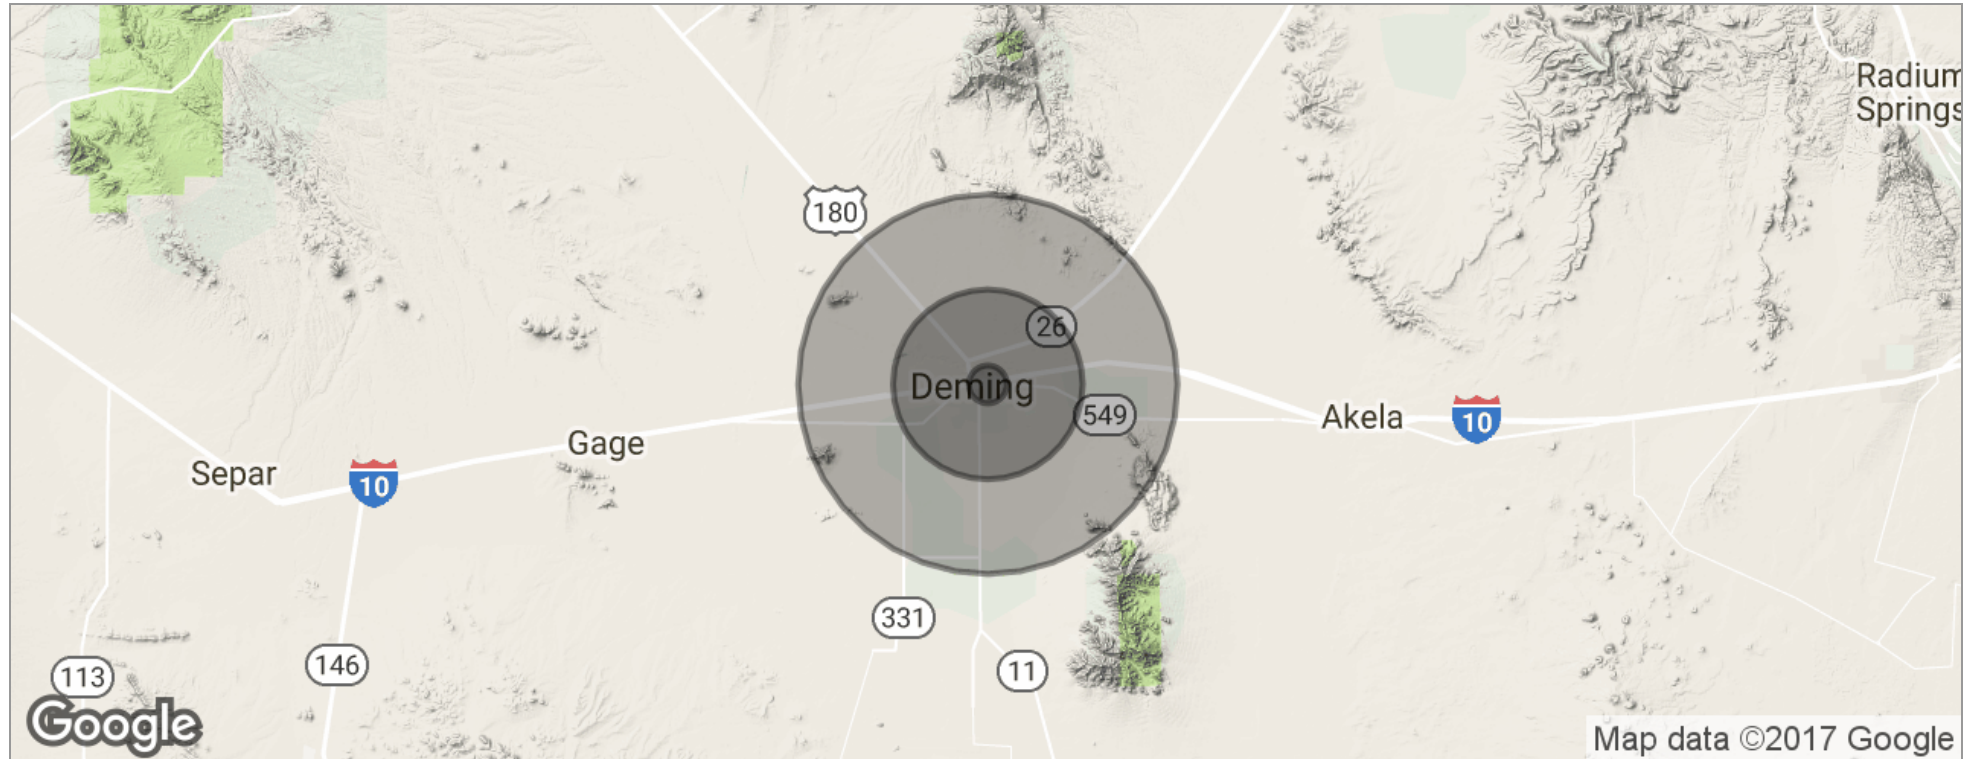 Radium
Springs
180
26
Deming
549
Akela
10
Gage
Separ
10
331
146
11
113
Google
Map data ©2017 Google